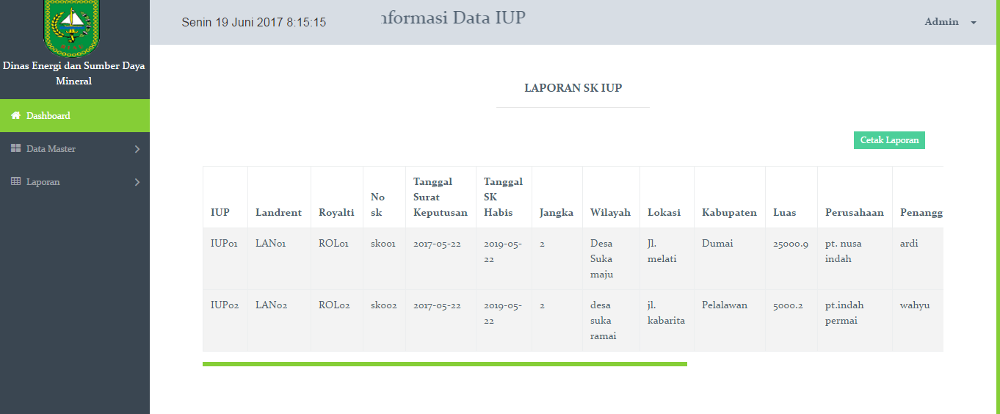 Senin 19 Juni 2017 8:15:15
nformasi Data IUP
Admin
Dinas Energi dan Sumber Daya
Mineral
Dashboard
Data Master
Laporan
LAPORAN SK IUP
Cetak Laporan
IUP Landrent Royalti No sk Tanggal Surat Keputusan Tanggal SK Habis Jangka Wilayah Lokasi Kabupaten Luas Perusahaan Penangg
IUP01 LAN01 ROL01 sk001 2017-05-22 2019-05-22 2 Desa Suka maju Jl. melati Dumai 25000.9 pt. nusa indah ardi
IUP02 LAN02 ROL02 sk002 2017-05-22 2019-05-22 2 desa suka ramai jl. kabarita Pelalawan 5000.2 pt.indah permai wahyu